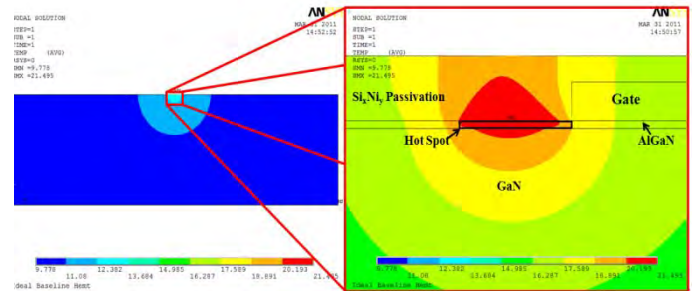 AN
NODAL SOLUTION
MAR 31 2011
14:52:52
STEP=1
SUB =1
TIME=1
TEMP (AVG)
RSYS=0
SMN =9.778
SMX =21.495
9.778 12.382 14.985 17.589 20.193
11.08 13.684 16.287 18.891 21.495
Ideal Baseline Hemt
AN
NODAL SOLUTION
MAR 31 2011
14:50:57
STEP=1
SUB =1
TIME=1
TEMP (AVG)
RSYS=0
SMN =9.778
SMX =21.495
SixNiy Passivation
Gate
Hot Spot
AlGaN
GaN
9.778 12.382 14.985 17.589 20.193
11.08 13.684 16.287 18.891 21.495
Ideal Baseline Hemt